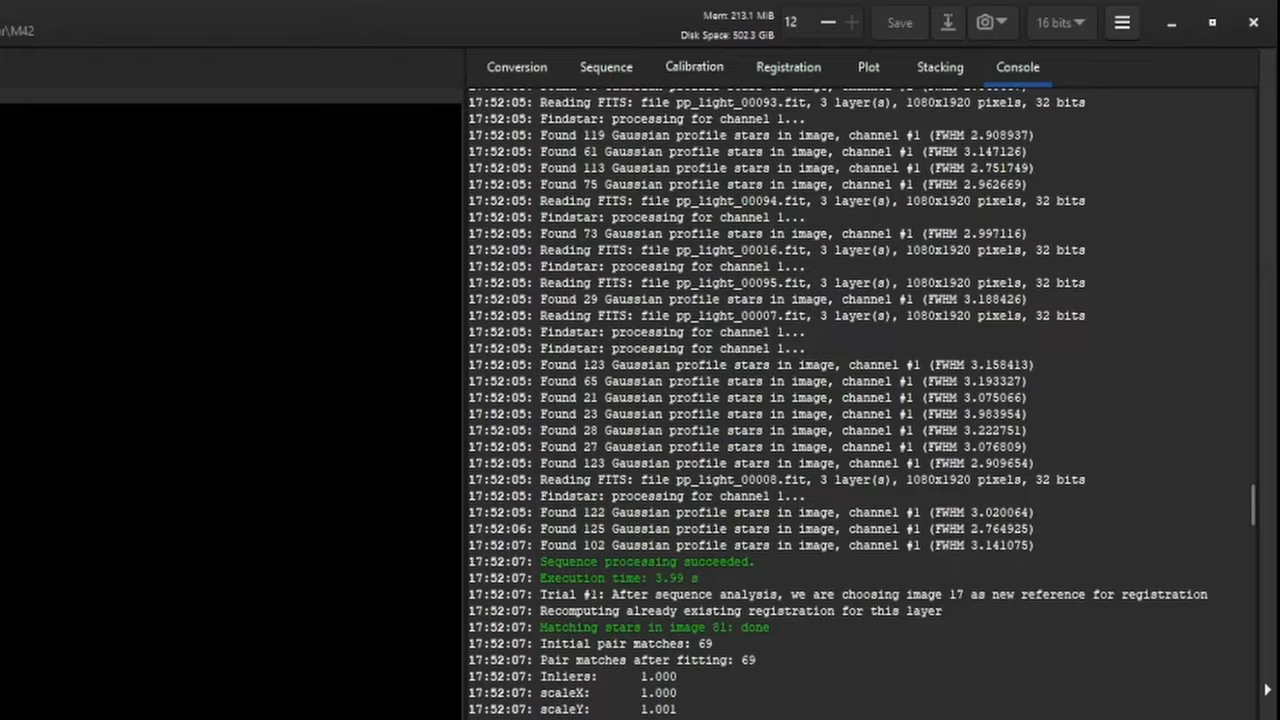 r\M42
Mem: 213.1 MiB
Disk Space: 502.3 GiB
12
Save
16 bits
Conversion Sequence Calibration Registration Plot Stacking Console
17:52:05: Reading FITS: file pp_light_00093.fit, 3 layer(s), 1080x1920 pixels, 32 bits
17:52:05: Findstar: processing for channel 1...
17:52:05: Found 119 Gaussian profile stars in image, channel #1 (FWHM 2.908937)
17:52:05: Found 61 Gaussian profile stars in image, channel #1 (FWHM 3.147126)
17:52:05: Found 113 Gaussian profile stars in image, channel #1 (FWHM 2.751749)
17:52:05: Found 75 Gaussian profile stars in image, channel #1 (FWHM 2.962669)
17:52:05: Reading FITS: file pp_light_00094.fit, 3 layer(s), 1080x1920 pixels, 32 bits
17:52:05: Findstar: processing for channel 1...
17:52:05: Found 73 Gaussian profile stars in image, channel #1 (FWHM 2.997116)
17:52:05: Reading FITS: file pp_light_00016.fit, 3 layer(s), 1080x1920 pixels, 32 bits
17:52:05: Findstar: processing for channel 1...
17:52:05: Reading FITS: file pp_light_00095.fit, 3 layer(s), 1080x1920 pixels, 32 bits
17:52:05: Found 29 Gaussian profile stars in image, channel #1 (FWHM 3.188426)
17:52:05: Reading FITS: file pp_light_00007.fit, 3 layer(s), 1080x1920 pixels, 32 bits
17:52:05: Findstar: processing for channel 1...
17:52:05: Findstar: processing for channel 1...
17:52:05: Found 123 Gaussian profile stars in image, channel #1 (FWHM 3.158413)
17:52:05: Found 65 Gaussian profile stars in image, channel #1 (FWHM 3.193327)
17:52:05: Found 21 Gaussian profile stars in image, channel #1 (FWHM 3.075066)
17:52:05: Found 23 Gaussian profile stars in image, channel #1 (FWHM 3.983954)
17:52:05: Found 28 Gaussian profile stars in image, channel #1 (FWHM 3.222751)
17:52:05: Found 27 Gaussian profile stars in image, channel #1 (FWHM 3.076809)
17:52:05: Found 123 Gaussian profile stars in image, channel #1 (FWHM 2.909654)
17:52:05: Reading FITS: file pp_light_00008.fit, 3 layer(s), 1080x1920 pixels, 32 bits
17:52:05: Findstar: processing for channel 1...
17:52:05: Found 122 Gaussian profile stars in image, channel #1 (FWHM 3.020064)
17:52:06: Found 125 Gaussian profile stars in image, channel #1 (FWHM 2.764925)
17:52:07: Found 102 Gaussian profile stars in image, channel #1 (FWHM 3.141075)
17:52:07: Sequence processing succeeded.
17:52:07: Execution time: 3.99 s
17:52:07: Trial #1: After sequence analysis, we are choosing image 17 as new reference for registration
17:52:07: Recomputing already existing registration for this layer
17:52:07: Matching stars in image 81: done
17:52:07: Initial pair matches: 69
17:52:07: Pair matches after fitting: 69
17:52:07: Inliers: 1.000
17:52:07: scaleX: 1.000
17:52:07: scaleY: 1.001